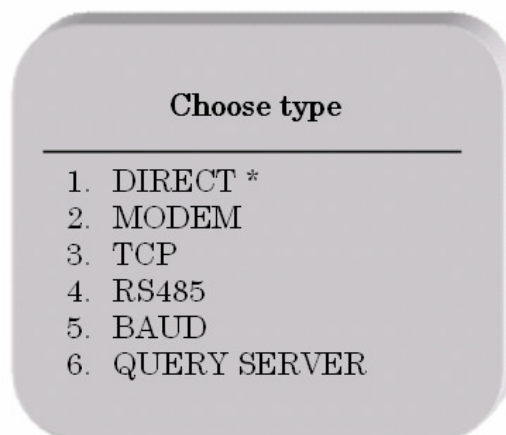 Choose type
1. DIRECT *
2. MODEM
3. TCP
4. RS485
5. BAUD
6. QUERY SERVER